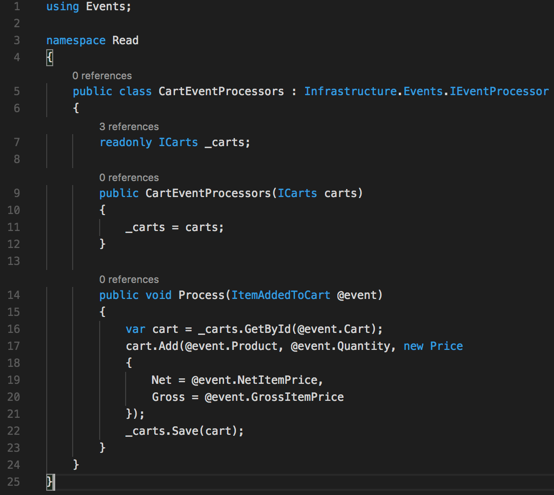 1 using Events;
2
3 namespace Read
4 {
0 references
5 public class CartEventProcessors : Infrastructure.Events.IEventProcessor
6 {
3 references
7 readonly ICarts _carts;
8
0 references
9 public CartEventProcessors(ICarts carts)
10 {
11 _carts = carts;
12 }
13
0 references
14 public void Process(ItemAddedToCart @event)
15 {
16 var cart = _carts.GetById(@event.Cart);
17 cart.Add(@event.Product, @event.Quantity, new Price
18 {
19 Net = @event.NetItemPrice,
20 Gross = @event.GrossItemPrice
21 });
22 _carts.Save(cart);
23 }
24 }
25 }